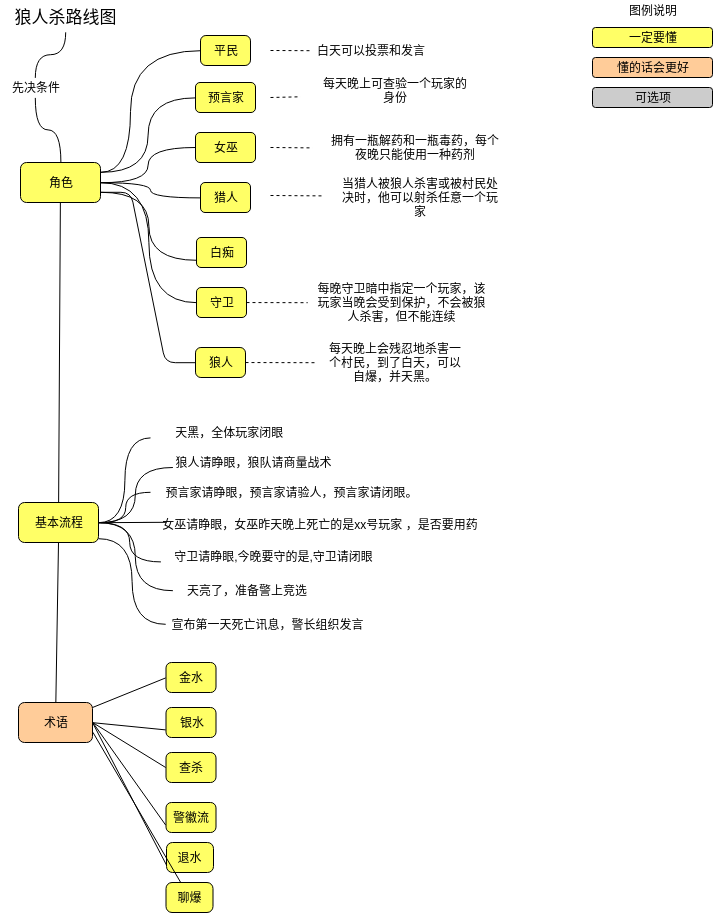 狼人杀路线图
图例说明
一定要懂
懂的话会更好
可选项
先决条件
角色
平民
白天可以投票和发言
预言家
每天晚上可查验一个玩家的
身份
女巫
拥有一瓶解药和一瓶毒药，每个
夜晚只能使用一种药剂
猎人
当猎人被狼人杀害或被村民处
决时，他可以射杀任意一个玩
家
白痴
守卫
每晚守卫暗中指定一个玩家，该
玩家当晚会受到保护，不会被狼
人杀害，但不能连续
狼人
每天晚上会残忍地杀害一
个村民，到了白天，可以
自爆，并天黑。
基本流程
天黑，全体玩家闭眼
狼人请睁眼，狼队请商量战术
预言家请睁眼，预言家请验人，预言家请闭眼。
女巫请睁眼，女巫昨天晚上死亡的是xx号玩家 ，是否要用药
守卫请睁眼,今晚要守的是,守卫请闭眼
天亮了，准备警上竞选
宣布第一天死亡讯息，警长组织发言
术语
金水
银水
查杀
警徽流
退水
聊爆